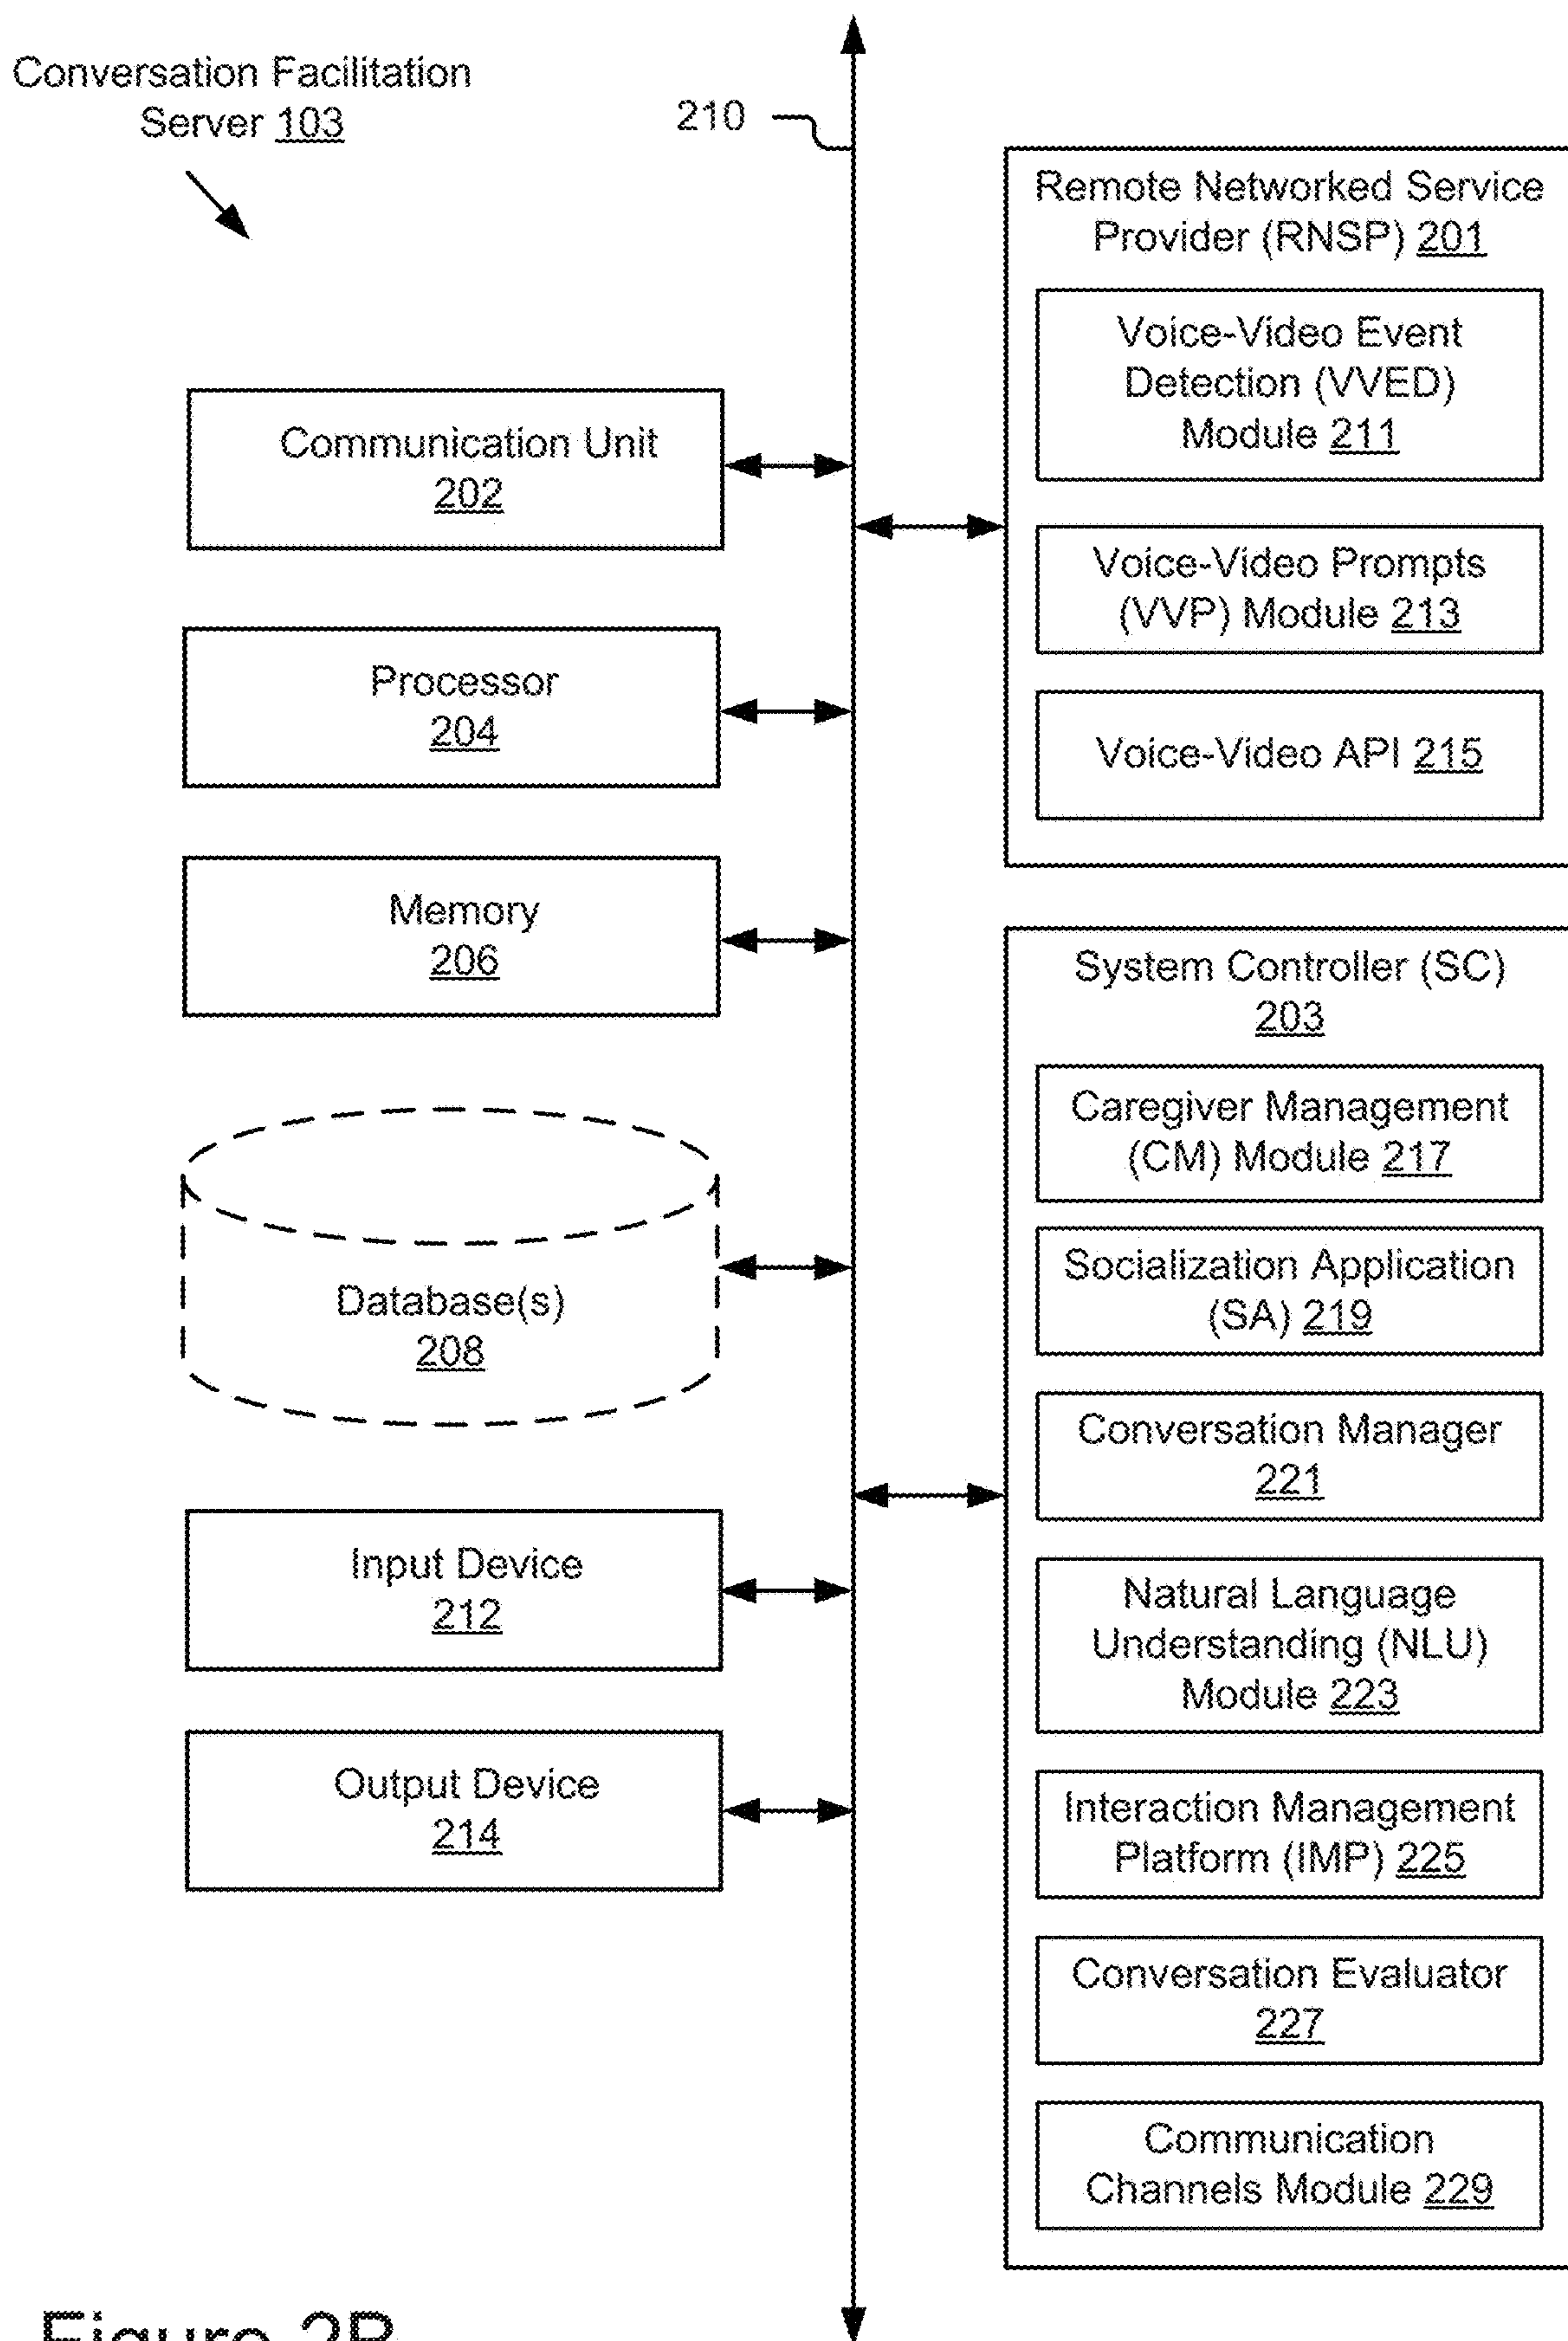 Conversation Facilitation
Server 103
210
Remote Networked Service
Provider (RNSP) 201
Voice-Video Event
Detection (VVED)
Module 211
Voice-Video Prompts
(VVP) Module 213
Voice-Video API 215
Communication Unit
202
Processor
204
Memory
206
Database(s)
208
Input Device
212
Output Device
214
System Controller (SC)
203
Caregiver Management
(CM) Module 217
Socialization Application
(SA) 219
Conversation Manager
221
Natural Language
Understanding (NLU)
Module 223
Interaction Management
Platform (IMP) 225
Conversation Evaluator
227
Communication
Channels Module 229
Figure 2B